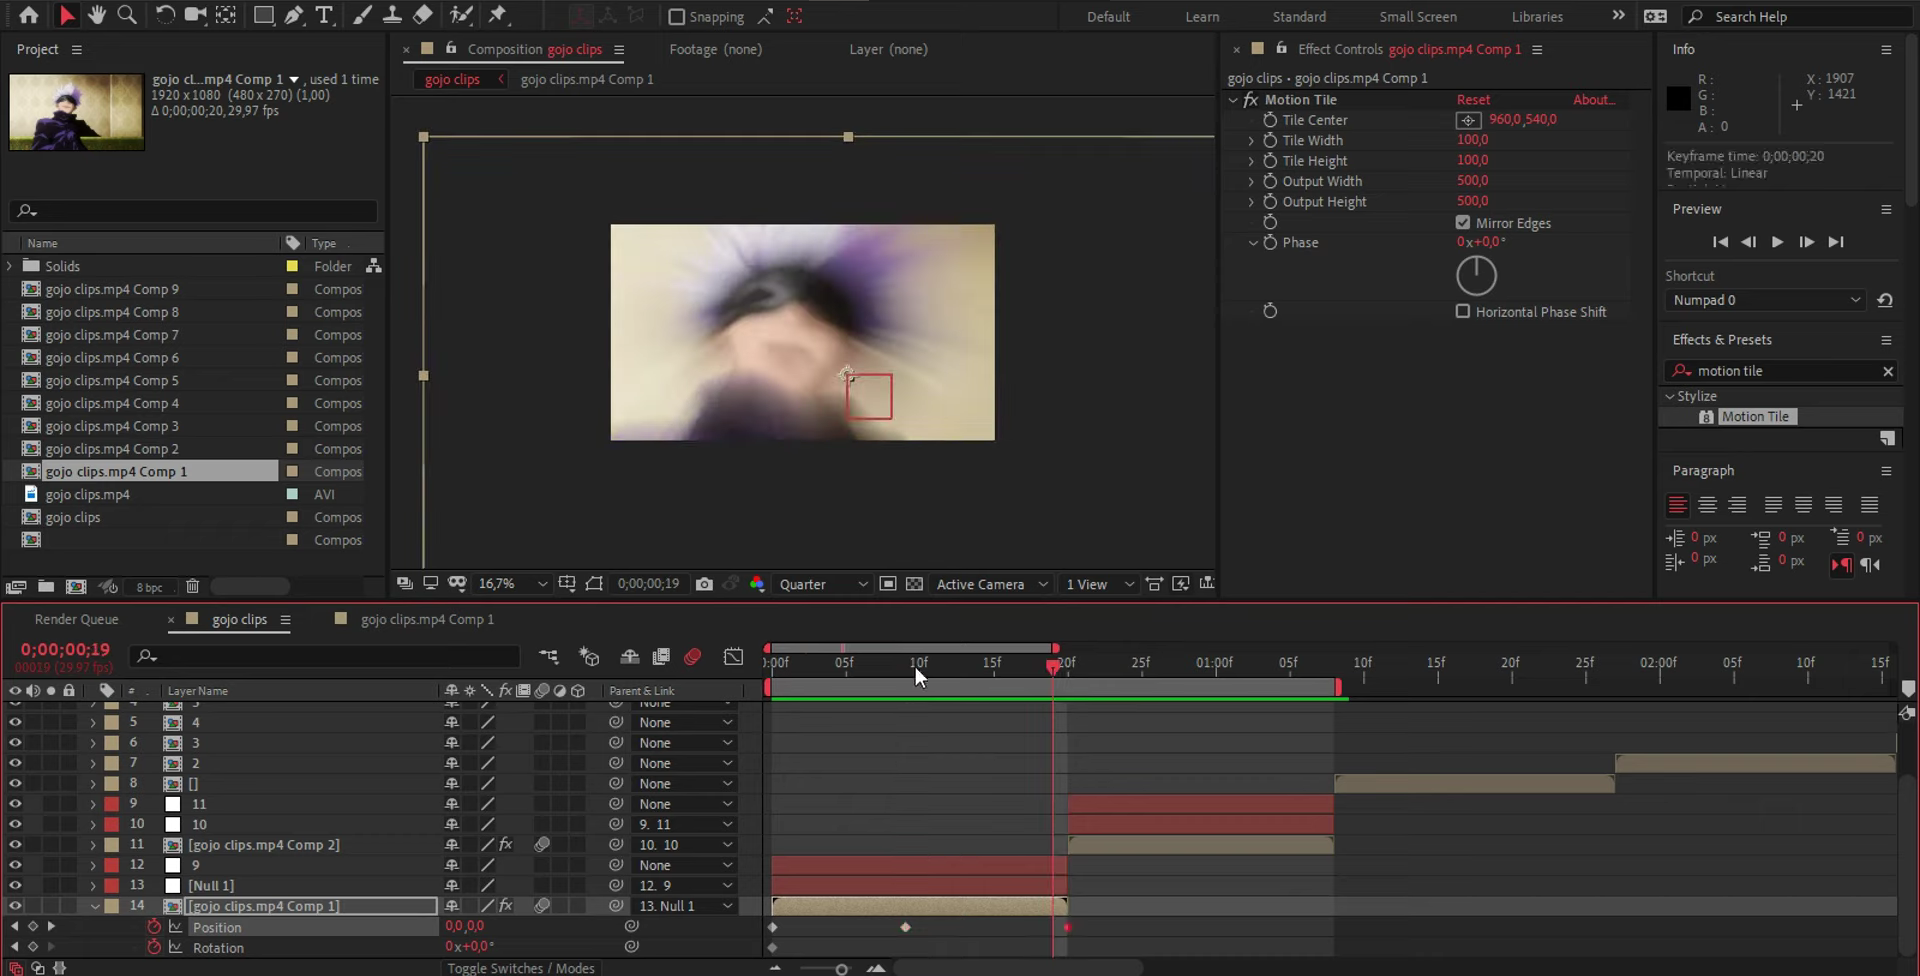 Snapping
Default
Learn
Standard
Small Screen
Libraries
»
Search Help
Project
gojo cl...mp4 Comp 1 ▼ , used 1 time
1920 x 1080 (480 x 270) (1,00)
Δ 0;00;00;20, 29,97 fps
Name
Type
Solids
Folder
gojo clips.mp4 Comp 9
Compos
gojo clips.mp4 Comp 8
Compos
gojo clips.mp4 Comp 7
Compos
gojo clips.mp4 Comp 6
Compos
gojo clips.mp4 Comp 5
Compos
gojo clips.mp4 Comp 4
Compos
gojo clips.mp4 Comp 3
Compos
gojo clips.mp4 Comp 2
Compos
gojo clips.mp4 Comp 1
Compos
gojo clips.mp4
AVI
gojo clips
Compos
Compos
8 bpc
Composition gojo clips
Footage (none)
Layer (none)
gojo clips
gojo clips.mp4 Comp 1
16,7%
0;00;00;19
Quarter
Active Camera
1 View
Effect Controls gojo clips.mp4 Comp 1
gojo clips • gojo clips.mp4 Comp 1
fx Motion Tile
Reset
About...
Tile Center
960,0,540,0
Tile Width
100,0
Tile Height
100,0
Output Width
500,0
Output Height
500,0
Mirror Edges
Phase
0x+0,0°
Horizontal Phase Shift
Info
R :
G :
B :
A : 0
X : 1907
Y : 1421
Keyframe time: 0;00;00;20
Temporal: Linear
Preview
Shortcut
Numpad 0
Effects & Presets
motion tile
Stylize
Motion Tile
Paragraph
0 px
0 px
0 px
0 px
0 px
Render Queue
gojo clips
gojo clips.mp4 Comp 1
0;00;00;19
00019 (29.97 fps)
:00f
05f
10f
15f
20f
25f
01:00f
05f
10f
15f
20f
25f
02:00f
05f
10f
15f
#
Layer Name
fx
Parent & Link
5
4
None
6
3
None
7
2
None
8
[]
None
9
11
None
10
10
9. 11
11
[gojo clips.mp4 Comp 2]
fx
10. 10
12
9
None
13
[Null 1]
12. 9
14
[gojo clips.mp4 Comp 1]
fx
13. Null 1
Position
0,0,0,0
Rotation
0x+0,0°
Toggle Switches / Modes